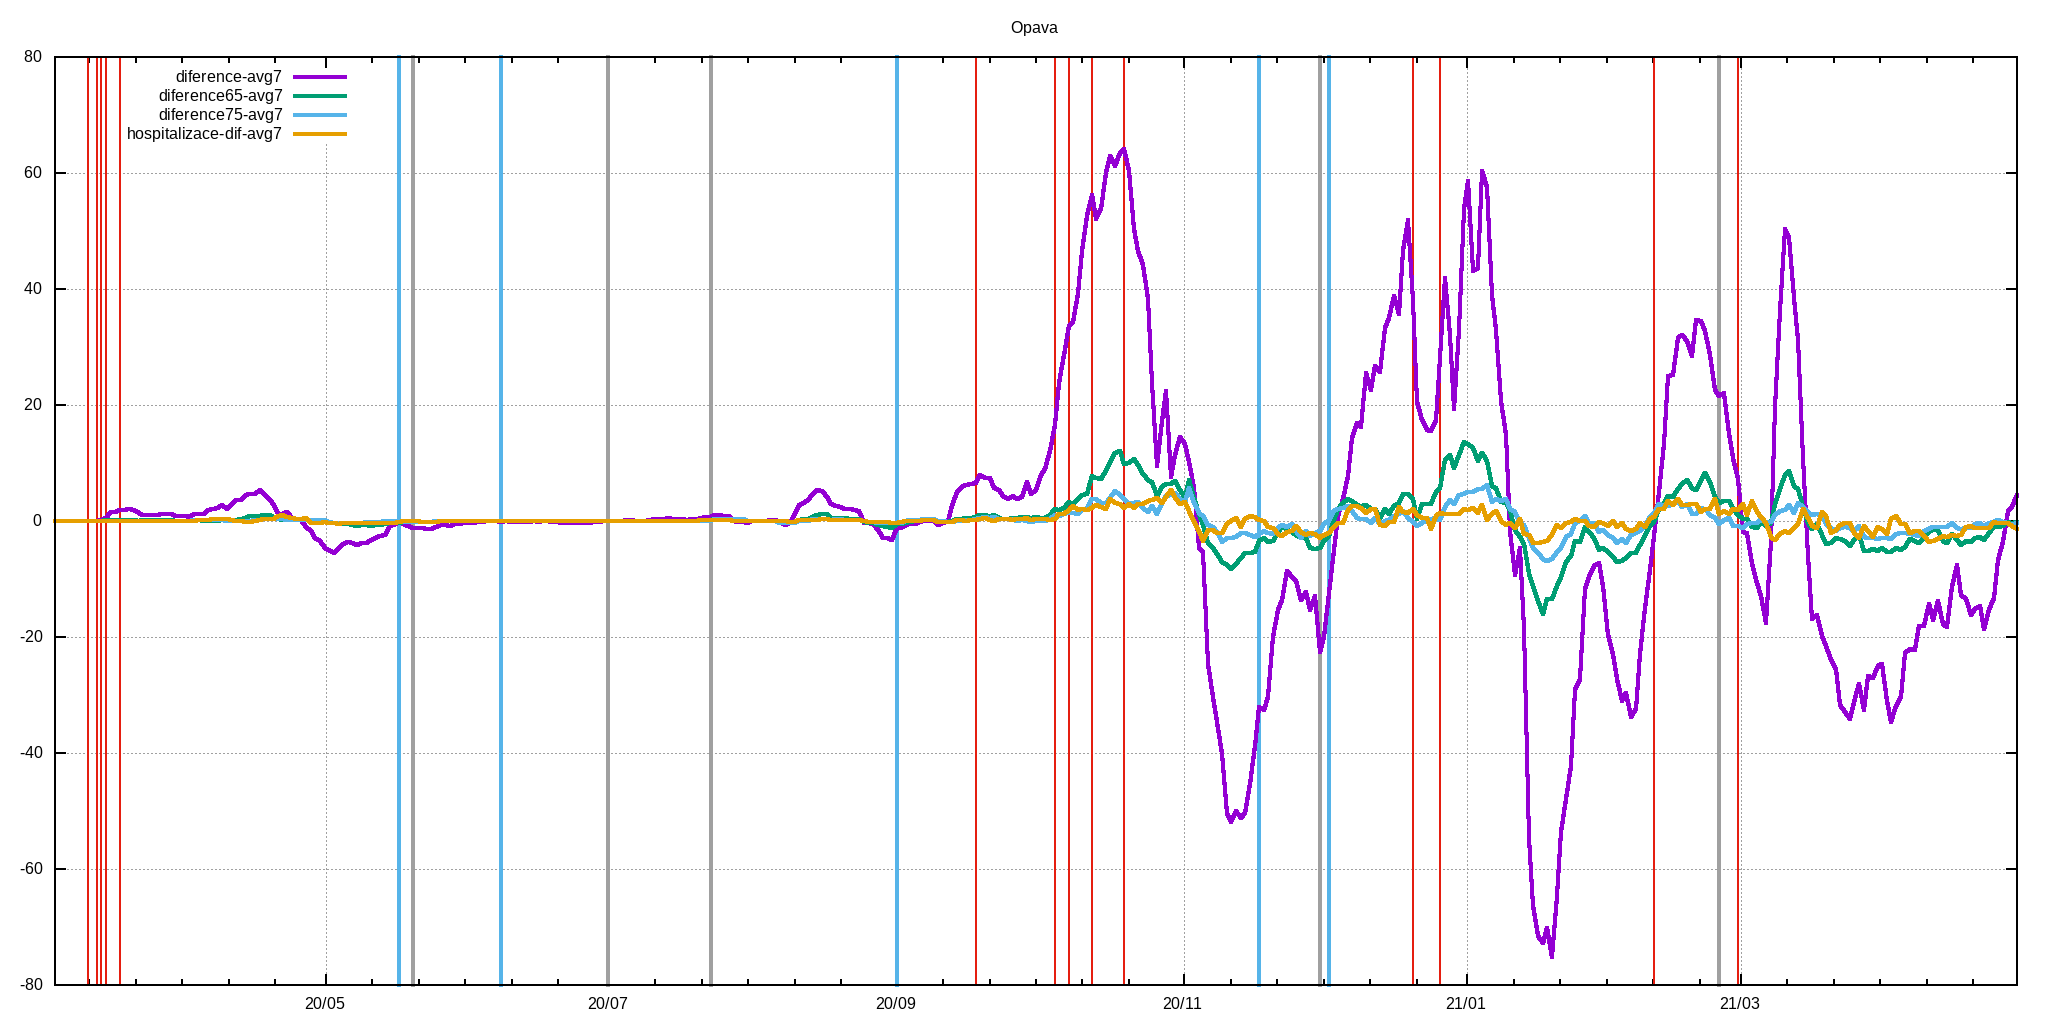 Opava
diference-avg7
diference65-avg7
diference75-avg7
hospitalizace-dif-avg7
80
60
40
20
0
-20
-40
-60
-80
20/05 20/07 20/09 20/11 21/01 21/03